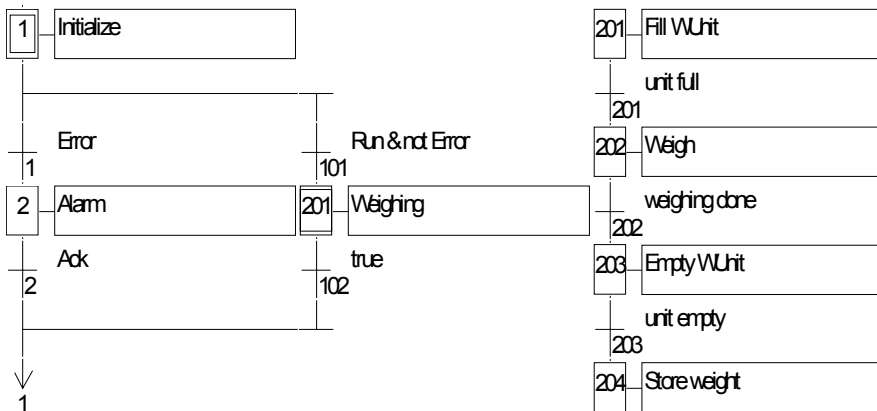 1 Initialize
Error
1
Run & not Error
101
2 Alarm
201 Weighing
Ack
2
true
102
1
201 Fill WUnit
unit full
201
202 Weigh
weighing done
202
203 Empty WUnit
unit empty
203
204 Store weight